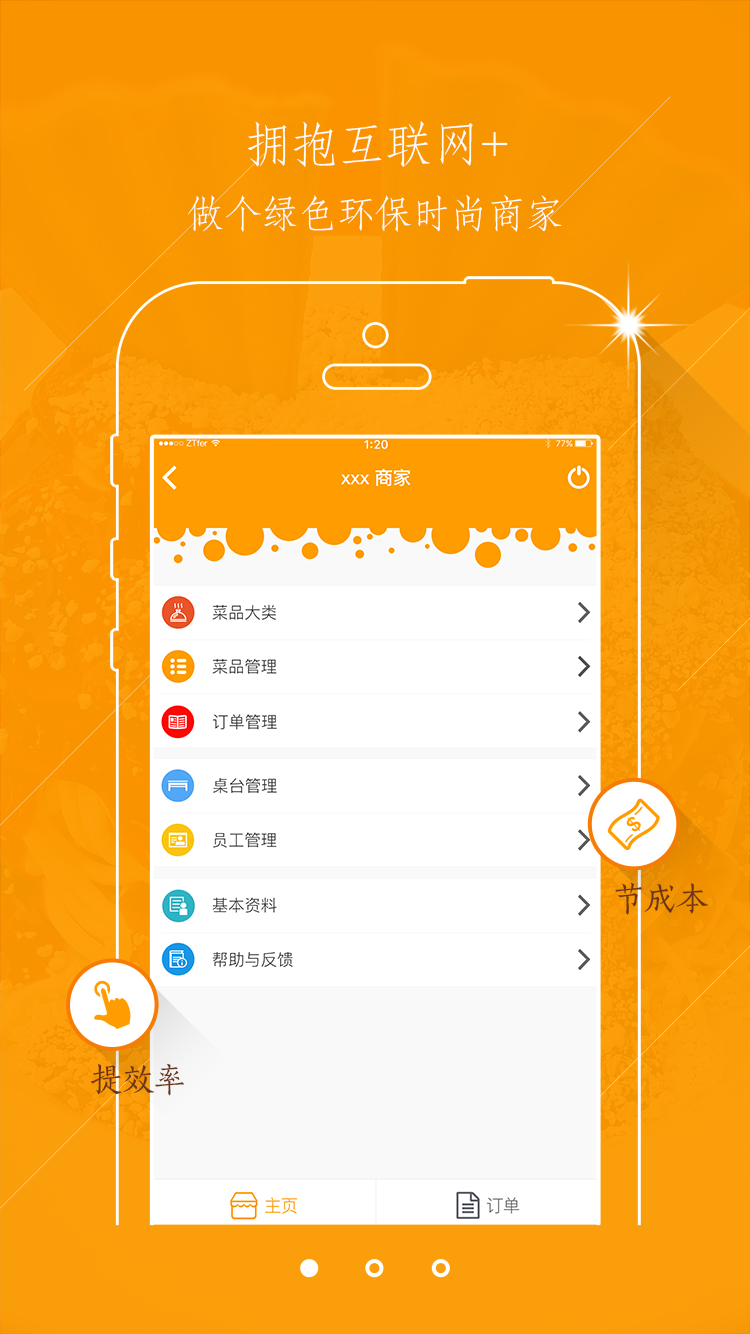 拥抱互联网+
做个绿色环保时尚商家
ZTfer 1:20 77%
xxx 商家
菜品大类
菜品管理
订单管理
桌台管理
员工管理
节成本
基本资料
帮助与反馈
提效率
主页 订单